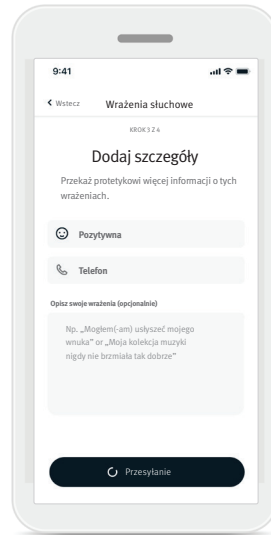 9:41
Wstecz
Wrażenia słuchowe
KROK 3 Z 4
Dodaj szczegóły
Przekaż protetykowi więcej informacji o tych
wrażeniach.
Pozytywna
Telefon
Opisz swoje wrażenia (opcjonalnie)
Np. „Mogłem(-am) usłyszeć mojego
wnuka” or „Moja kolekcja muzyki
nigdy nie brzmiała tak dobrze”
Przesyłanie